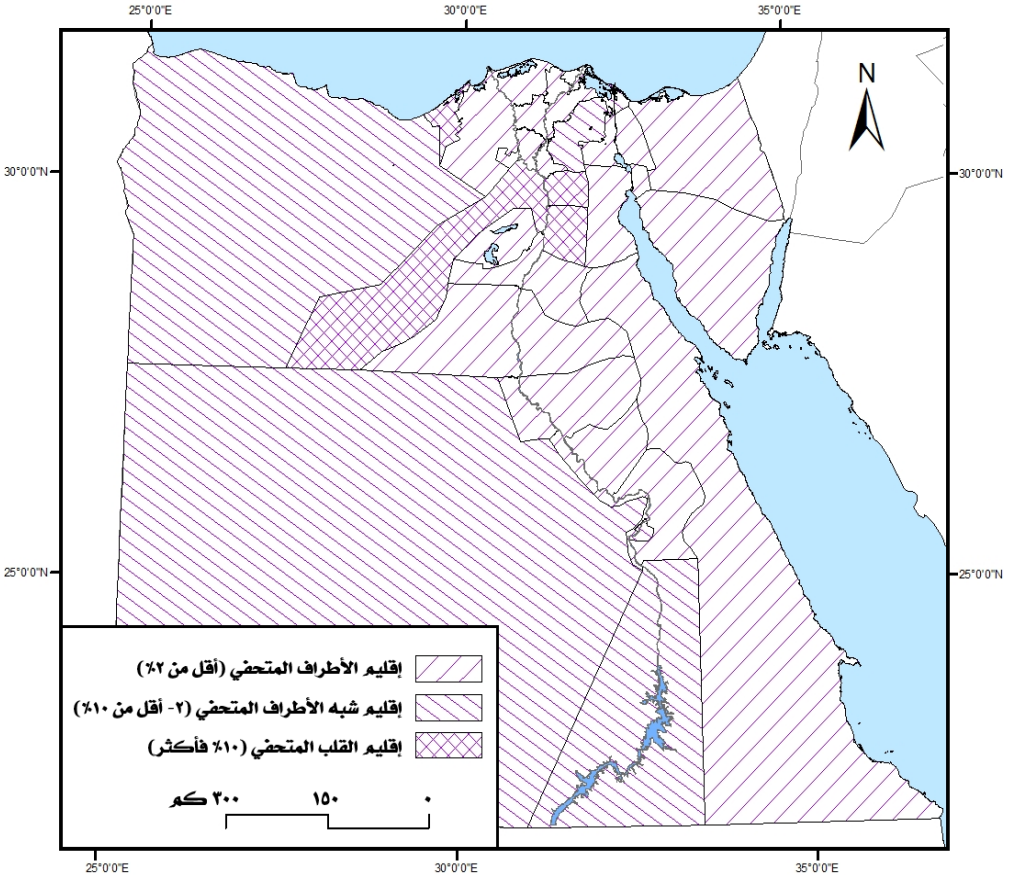 25°0'0"E 30°0'0"E 35°0'0"E
N
30°0'0"N 30°0'0"N
25°0'0"N 25°0'0"N
إقليم الأطراف المتحفي (أقل من ٢٪)
إقليم شبه الأطراف المتحفي (٢- أقل من ١٠٪)
إقليم القلب المتحفي (١٠٪ فأكثر)
٣٠٠ كم ١٥٠ ٠
25°0'0"E 30°0'0"E 35°0'0"E